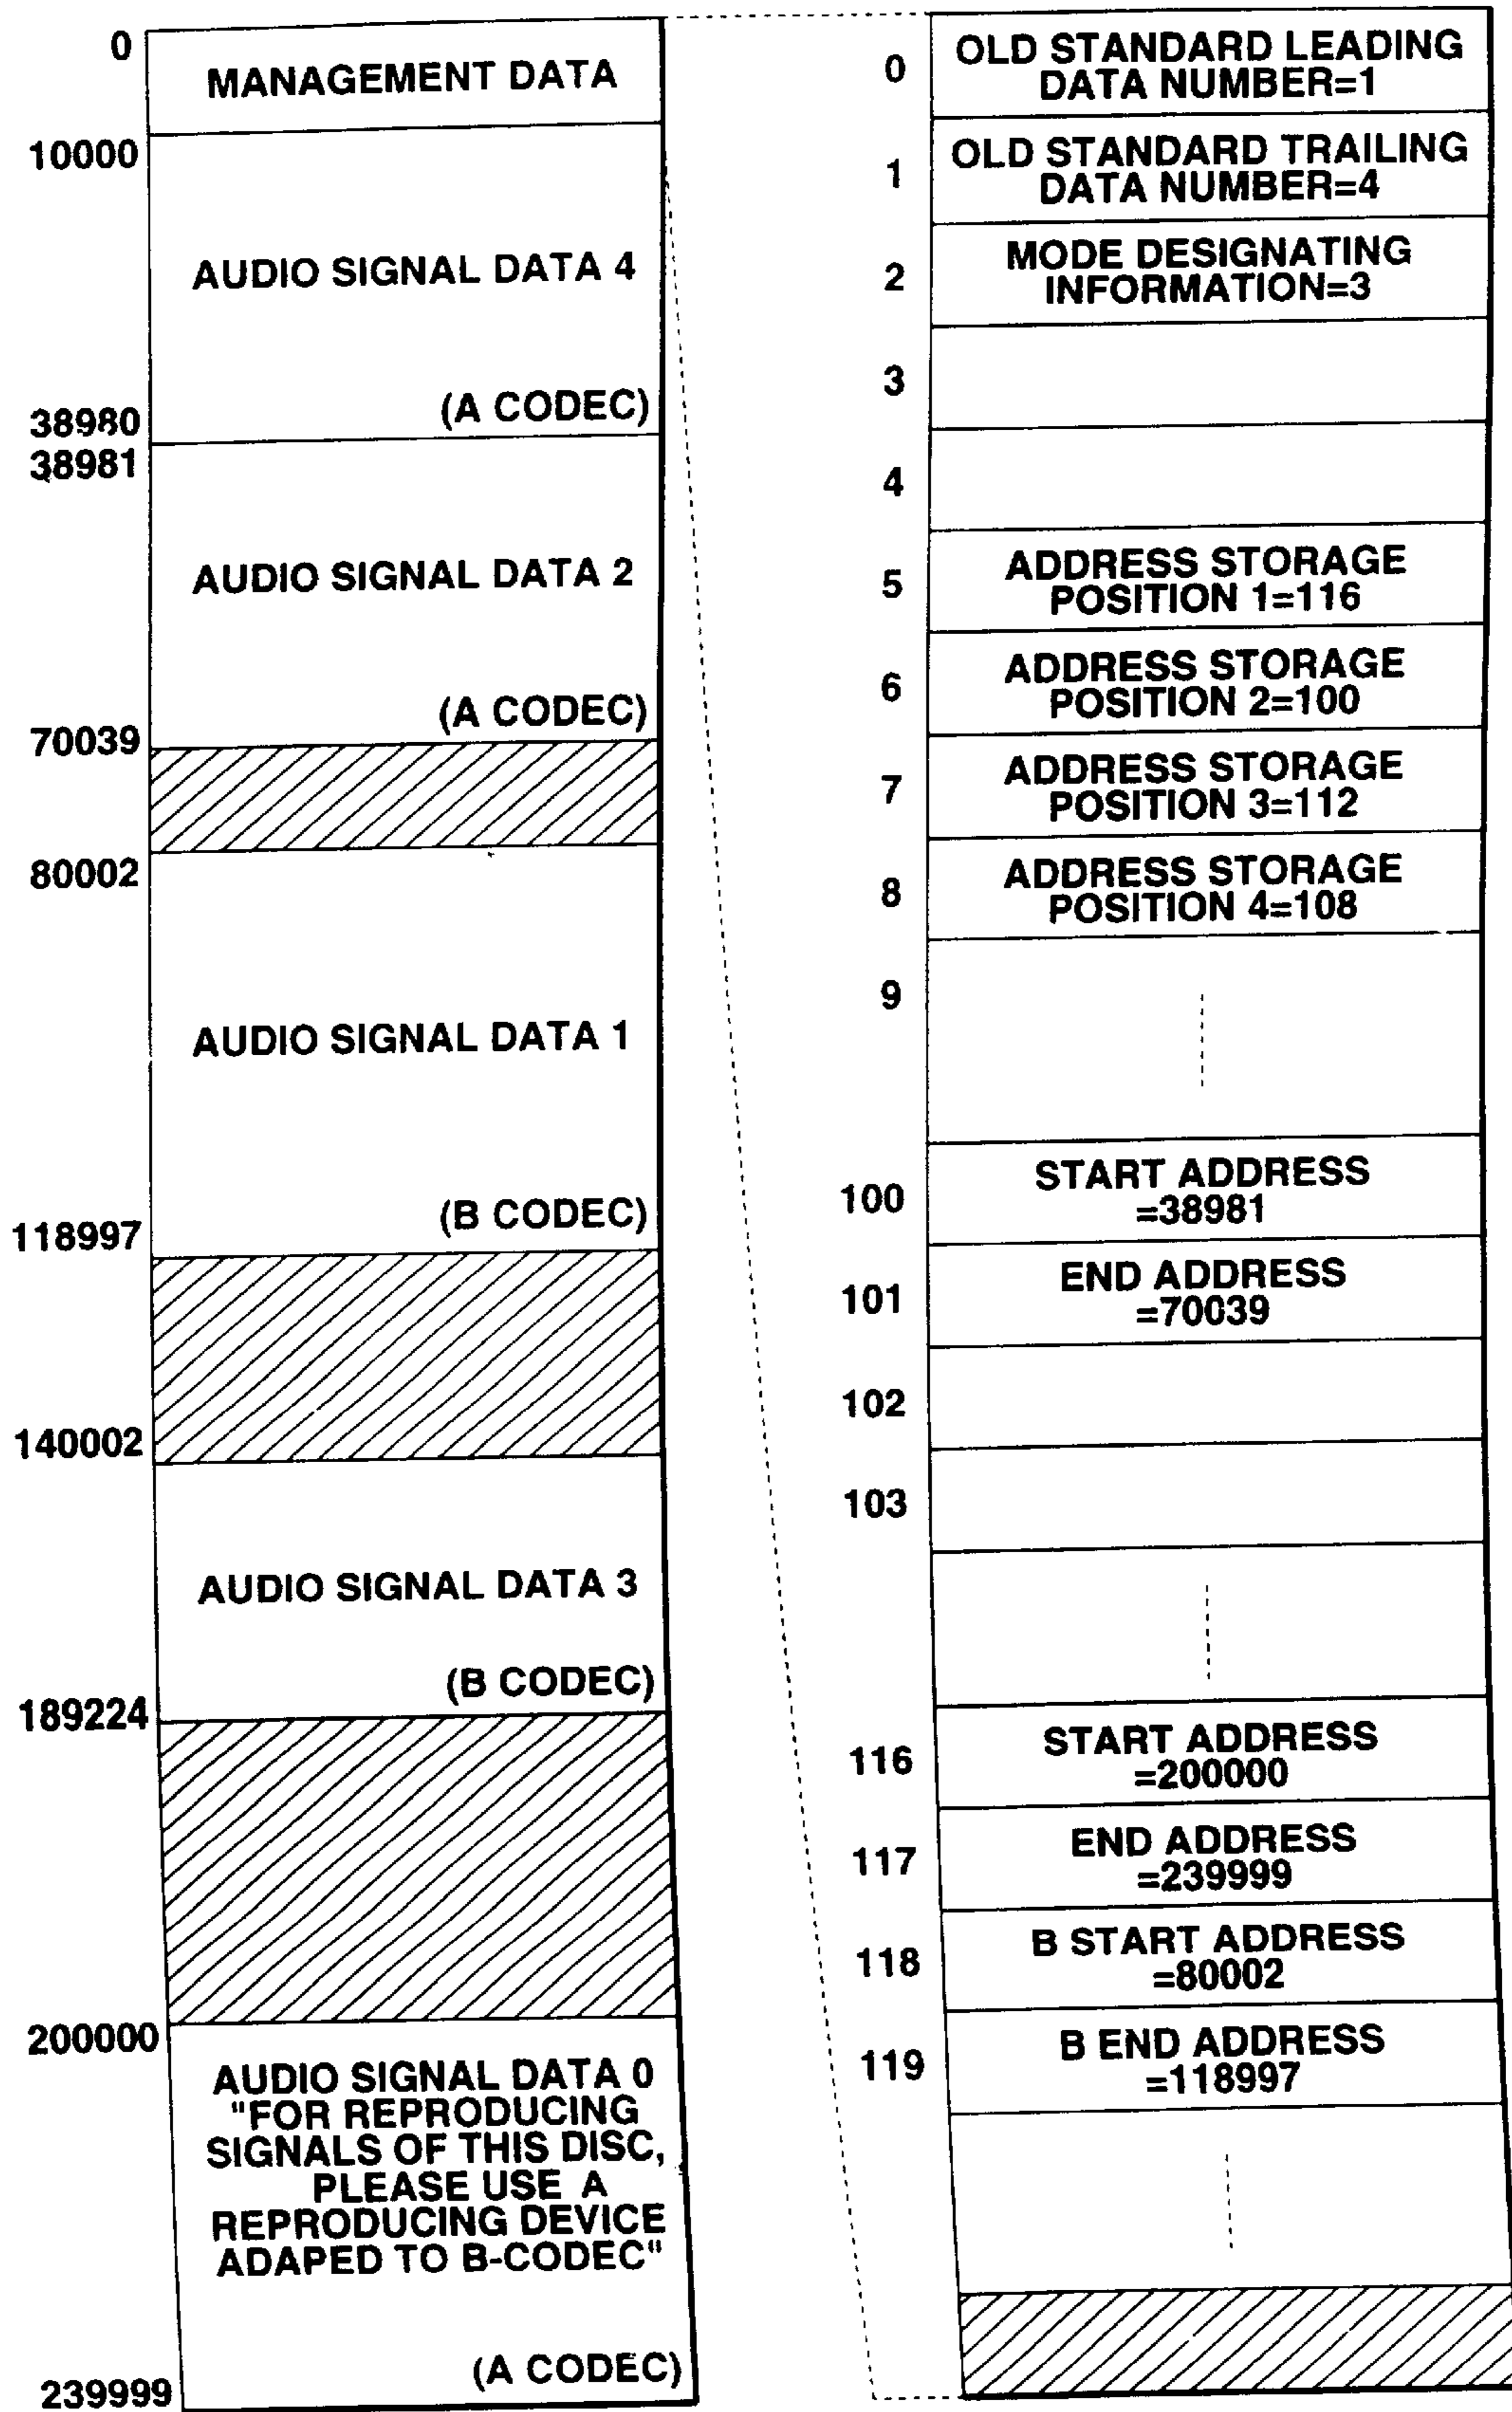 0
MANAGEMENT DATA
10000
AUDIO SIGNAL DATA 4
(A CODEC)
38980
38981
AUDIO SIGNAL DATA 2
(A CODEC)
70039
80002
AUDIO SIGNAL DATA 1
(B CODEC)
118997
140002
AUDIO SIGNAL DATA 3
(B CODEC)
189224
200000
AUDIO SIGNAL DATA 0
"FOR REPRODUCING
SIGNALS OF THIS DISC,
PLEASE USE A
REPRODUCING DEVICE
ADAPED TO B-CODEC"
(A CODEC)
239999
0
OLD STANDARD LEADING
DATA NUMBER=1
1
OLD STANDARD TRAILING
DATA NUMBER=4
2
MODE DESIGNATING
INFORMATION=3
3
4
5
ADDRESS STORAGE
POSITION 1=116
6
ADDRESS STORAGE
POSITION 2=100
7
ADDRESS STORAGE
POSITION 3=112
8
ADDRESS STORAGE
POSITION 4=108
9
100
START ADDRESS
=38981
101
END ADDRESS
=70039
102
103
116
START ADDRESS
=200000
117
END ADDRESS
=239999
118
B START ADDRESS
=80002
119
B END ADDRESS
=118997